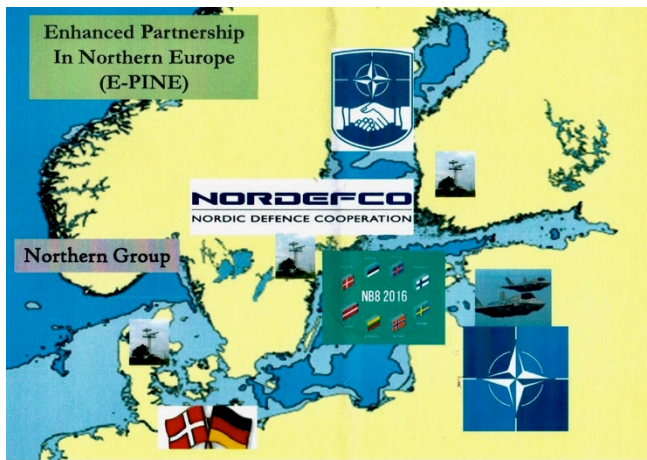 Enhanced Partnership
In Northern Europe
(E-PINE)
NORDEFCO
NORDIC DEFENCE COOPERATION
Northern Group
NB8 2016